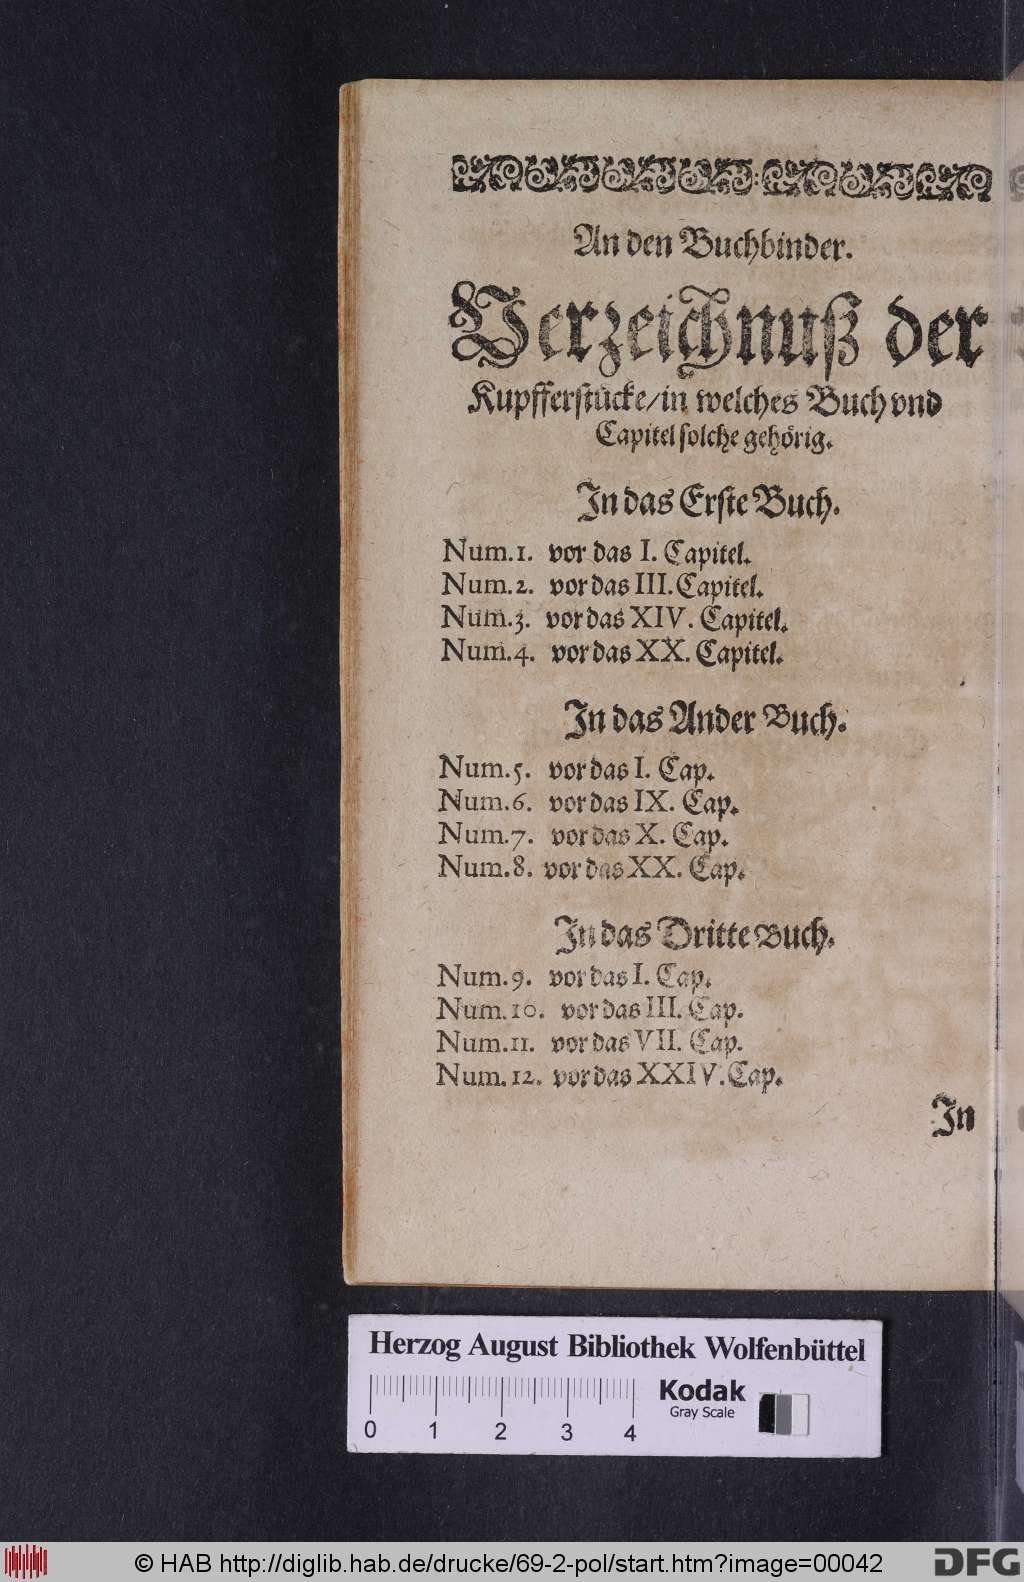 An den Buchbinder.
Verzeichnuß der
Kupfferstücke/in welches Buch vnd
Capitel solche gehörig.
In das Erste Buch.
Num.1. vor das I. Capitel.
Num.2. vor das III. Capitel.
Num.3. vor das XIV. Capitel.
Num.4. vor das XX. Capitel.
In das Ander Buch.
Num.5. vor das I. Cap.
Num.6. vor das IX. Cap.
Num.7. vor das X. Cap.
Num.8. vor das XX. Cap.
In das Dritte Buch.
Num.9. vor das I. Cap.
Num.10. vor das III. Cap.
Num.11. vor das VII. Cap.
Num.12. vor das XXIV. Cap.
In
Herzog August Bibliothek Wolfenbüttel
Kodak
Gray Scale
0 1 2 3 4
© HAB http://diglib.hab.de/drucke/69-2-pol/start.htm?image=00042
DFG